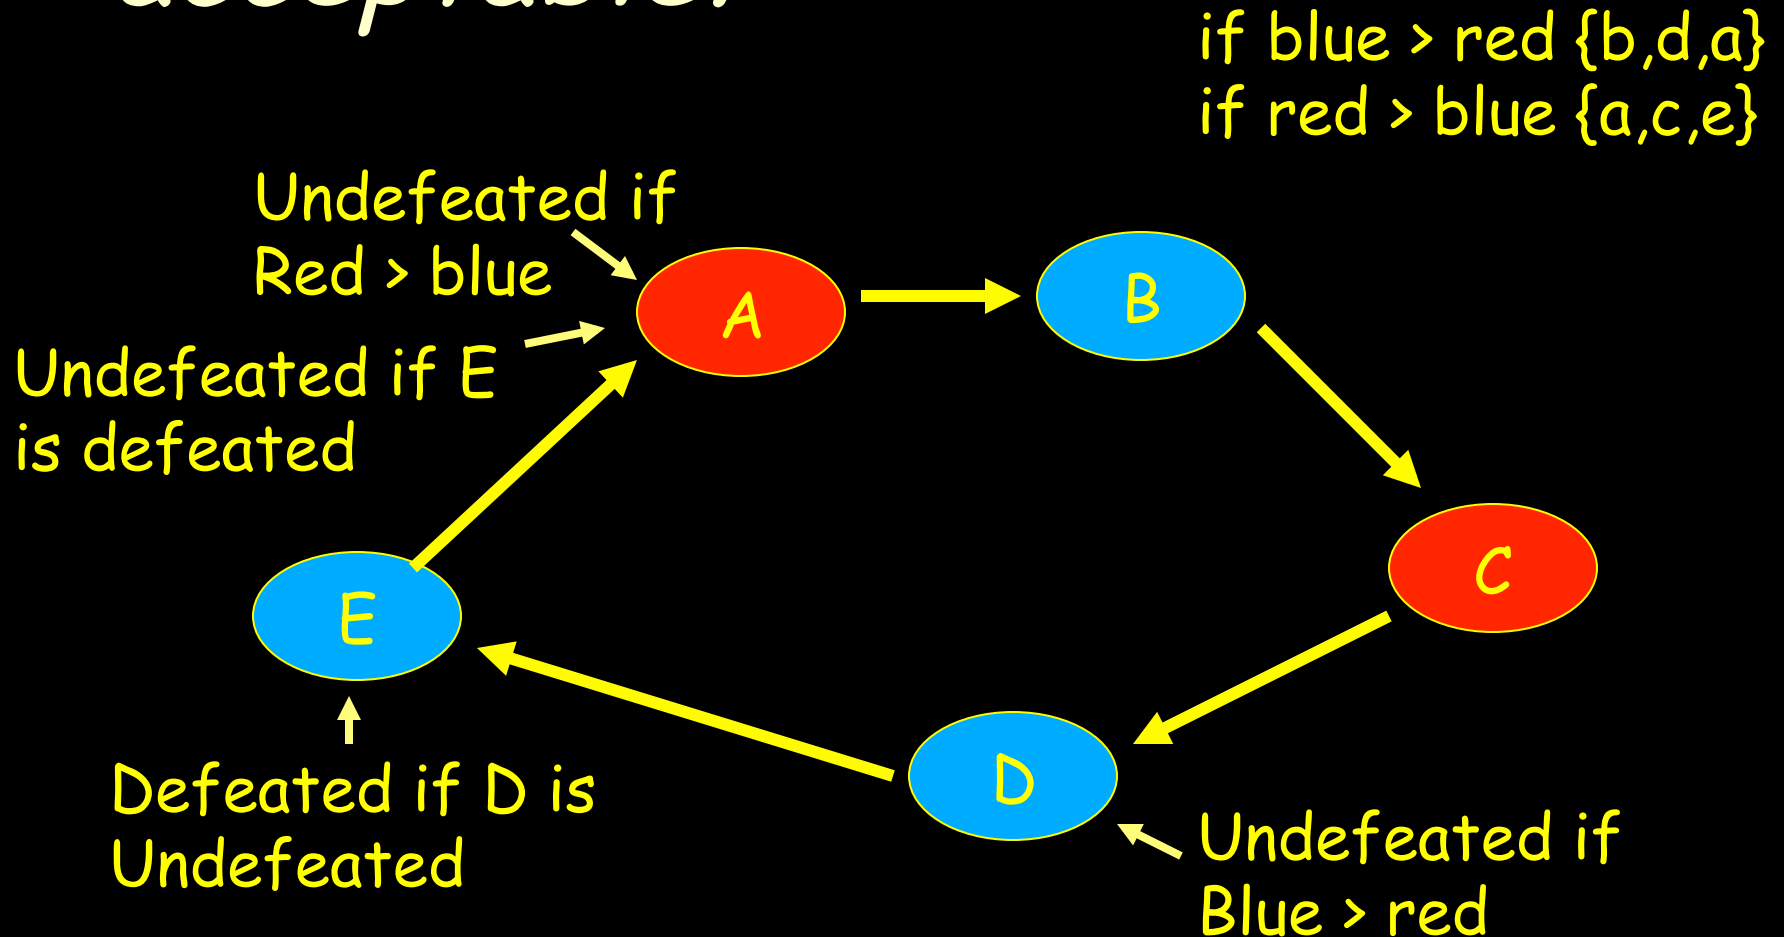 if blue > red {b,d,a}
if red > blue {a,c,e}
Undefeated if
Red > blue
A
B
Undefeated if E
is defeated
C
E
D
Defeated if D is
Undefeated
Undefeated if
Blue > red